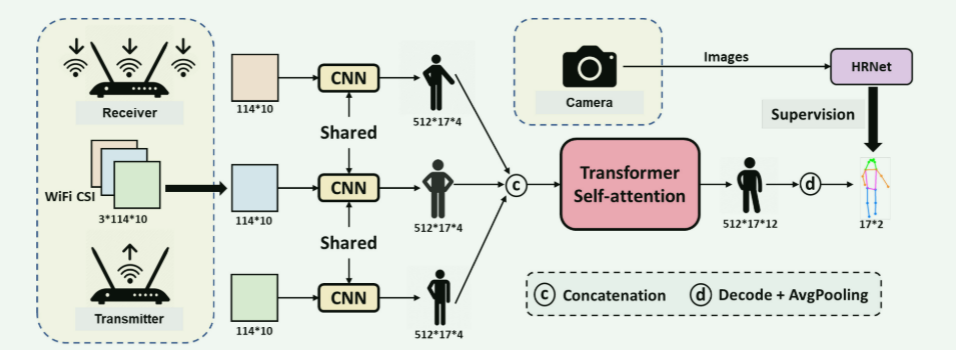 Receiver
WiFi CSI
3*114*10
Transmitter
114*10
114*10
114*10
CNN
Shared
CNN
Shared
CNN
512*17*4
512*17*4
512*17*4
c
Camera
Images
HRNet
Supervision
Transformer
Self-attention
512*17*12
d
17*2
c Concatenation
d Decode + AvgPooling